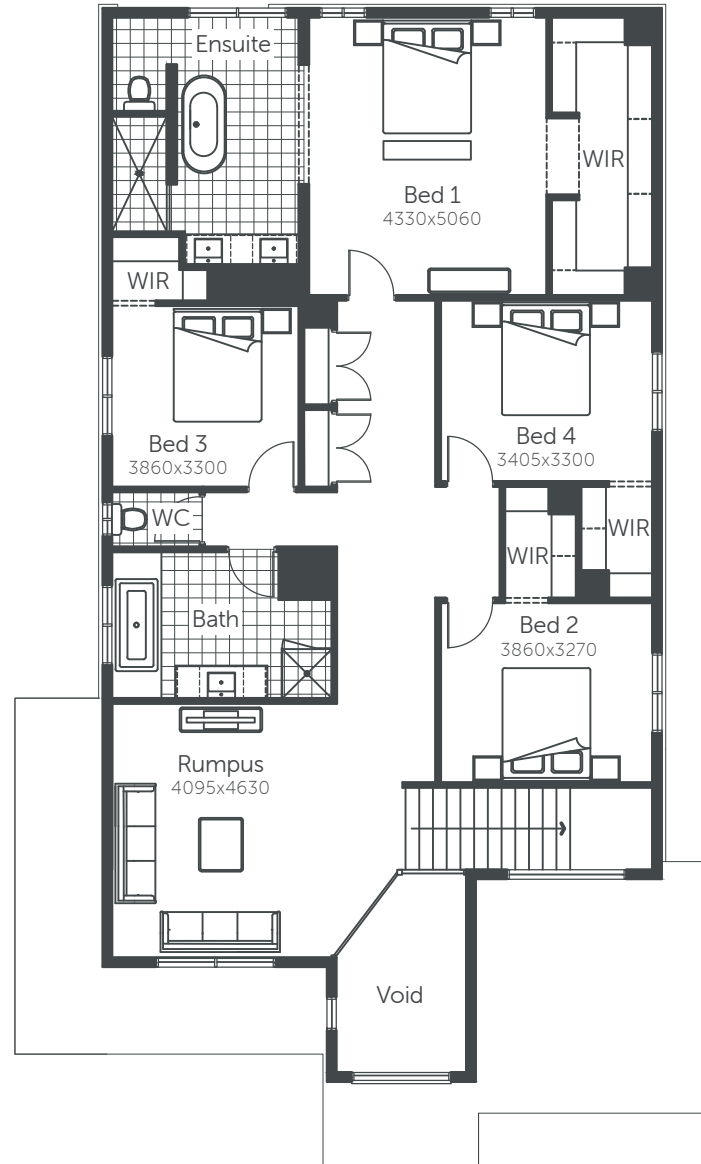 Ensuite
WIR
Bed 1
4330x5060
WIR
Bed 3
3860x3300
Bed 4
3405x3300
WC
WIR
WIR
Bath
Bed 2
3860x3270
Rumpus
4095x4630
Void